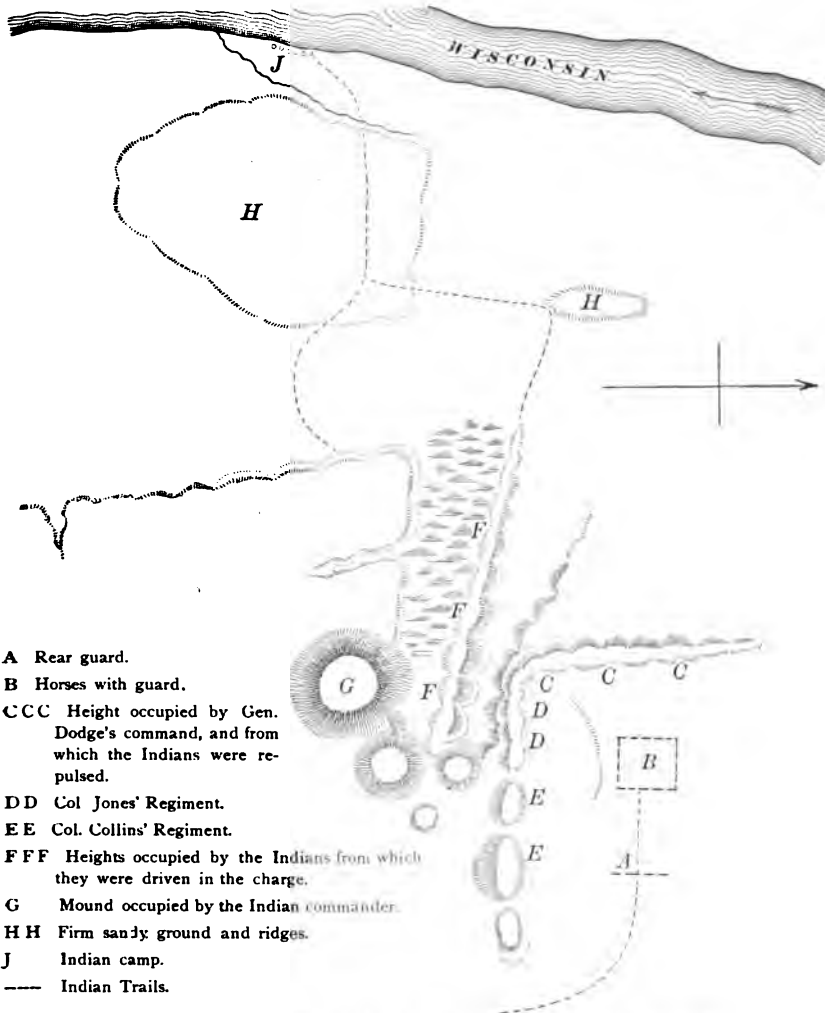 WISCONSIN
J
H
H
F
F
F
G
C C C
D
D
B
E
E
A
A Rear guard.
B Horses with guard.
CCC Height occupied by Gen.
Dodge's command, and from
which the Indians were re-
pulsed.
DD Col Jones' Regiment.
EE Col. Collins' Regiment.
FFF Heights occupied by the Indians from which
they were driven in the charge.
G Mound occupied by the Indian commander.
HH Firm sandy ground and ridges.
J Indian camp.
---- Indian Trails.